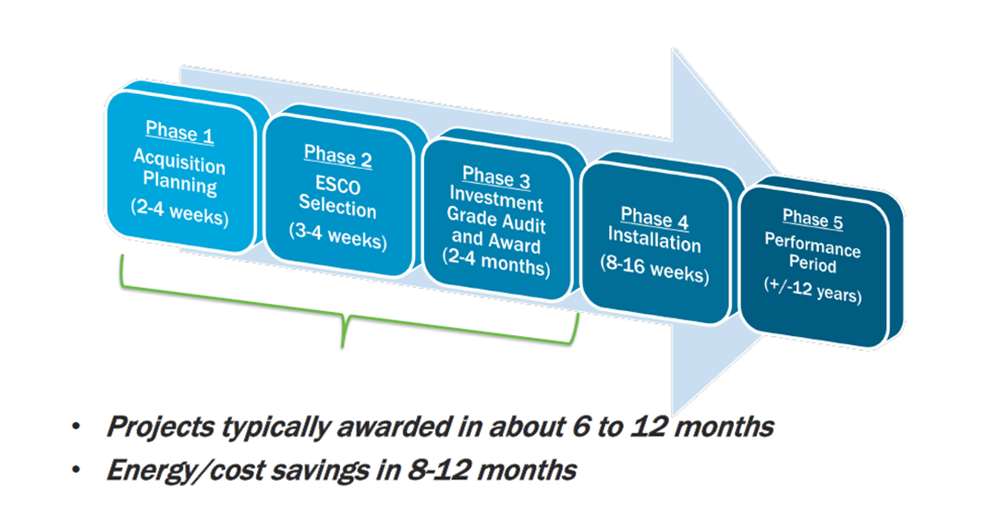 Phase 1
Acquisition
Planning
(2-4 weeks)
Phase 2
ESCO
Selection
(3-4 weeks)
Phase 3
Investment
Grade Audit
and Award
(2-4 months)
Phase 4
Installation
(8-16 weeks)
Phase 5
Performance
Period
(+/-12 years)
• Projects typically awarded in about 6 to 12 months
• Energy/cost savings in 8-12 months